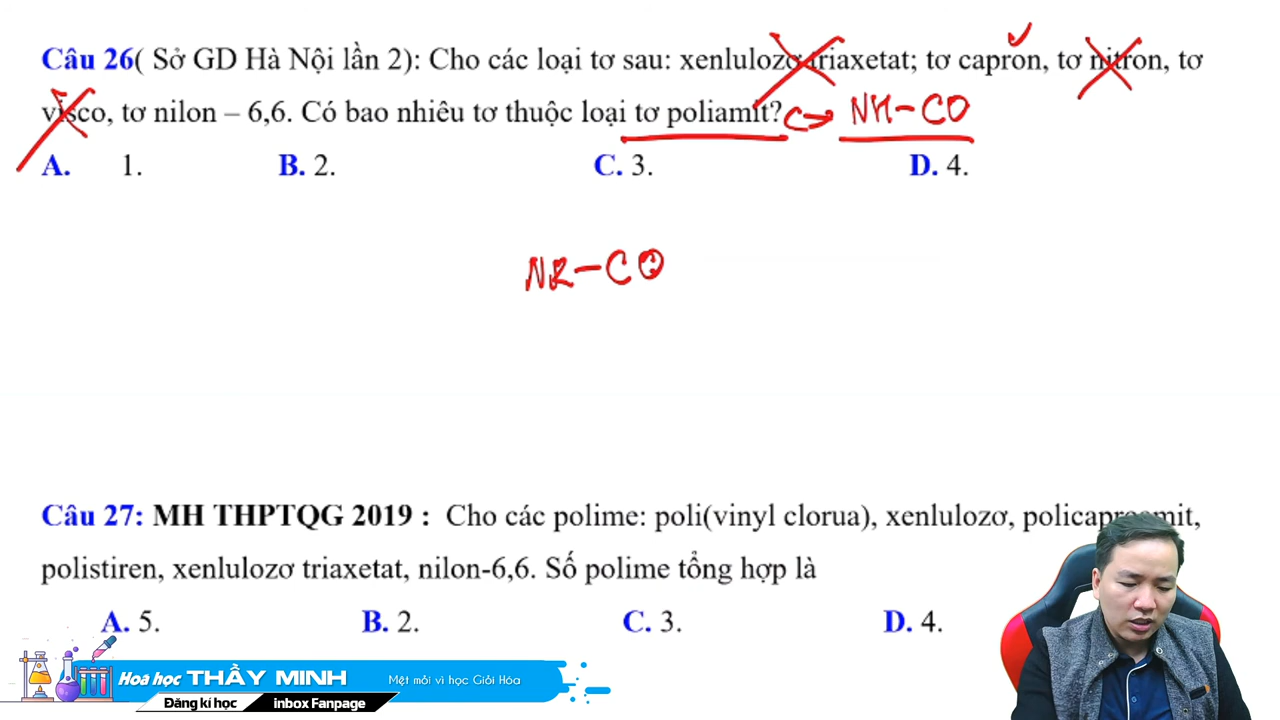 Câu 26( Sở GD Hà Nội lần 2): Cho các loại tơ sau: xenlulozơ triaxetat; tơ capron, tơ nitron, tơ
visco, tơ nilon – 6,6. Có bao nhiêu tơ thuộc loại tơ poliamit? NH-CO
A. 1. B. 2. C. 3. D. 4.
NR-CO
Câu 27: MH THPTQG 2019 : Cho các polime: poli(vinyl clorua), xenlulozơ,
polistiren, xenlulozơ triaxetat, nilon-6,6. Số polime tổng hợp là
A. 5. B. 2. C. 3. D. 4.
Hoá học THẦY MINH Mệt mỏi vì học Giỏi Hóa
Đăng kí học inbox Fanpage